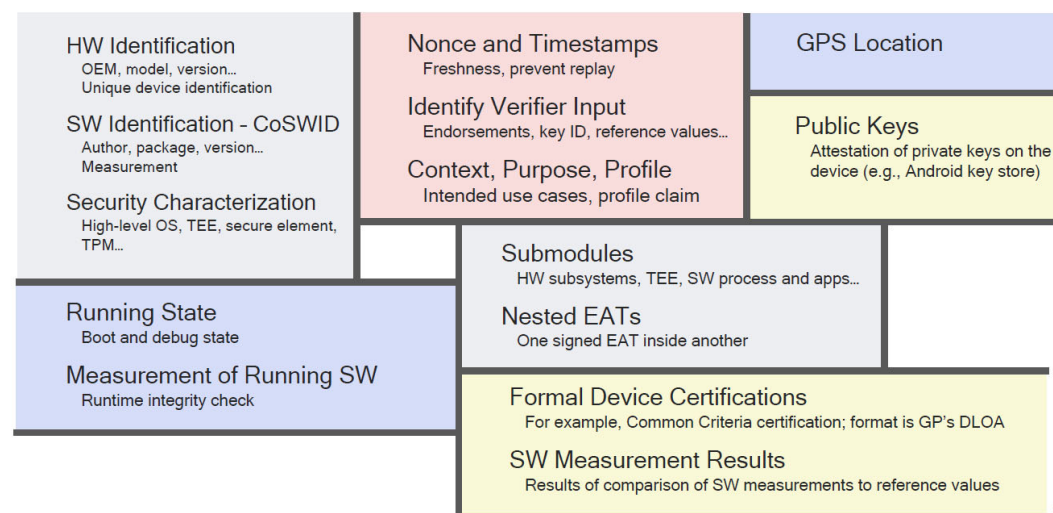 HW Identification
OEM, model, version...
Unique device identification
SW Identification - CoSWID
Author, package, version...
Measurement
Security Characterization
High-level OS, TEE, secure element,
TPM...
Nonce and Timestamps
Freshness, prevent replay
Identify Verifier Input
Endorsements, key ID, reference values...
Context, Purpose, Profile
Intended use cases, profile claim
GPS Location
Public Keys
Attestation of private keys on the
device (e.g., Android key store)
Submodules
HW subsystems, TEE, SW process and apps...
Nested EATs
One signed EAT inside another
Running State
Boot and debug state
Measurement of Running SW
Runtime integrity check
Formal Device Certifications
For example, Common Criteria certification; format is GP's DLOA
SW Measurement Results
Results of comparison of SW measurements to reference values